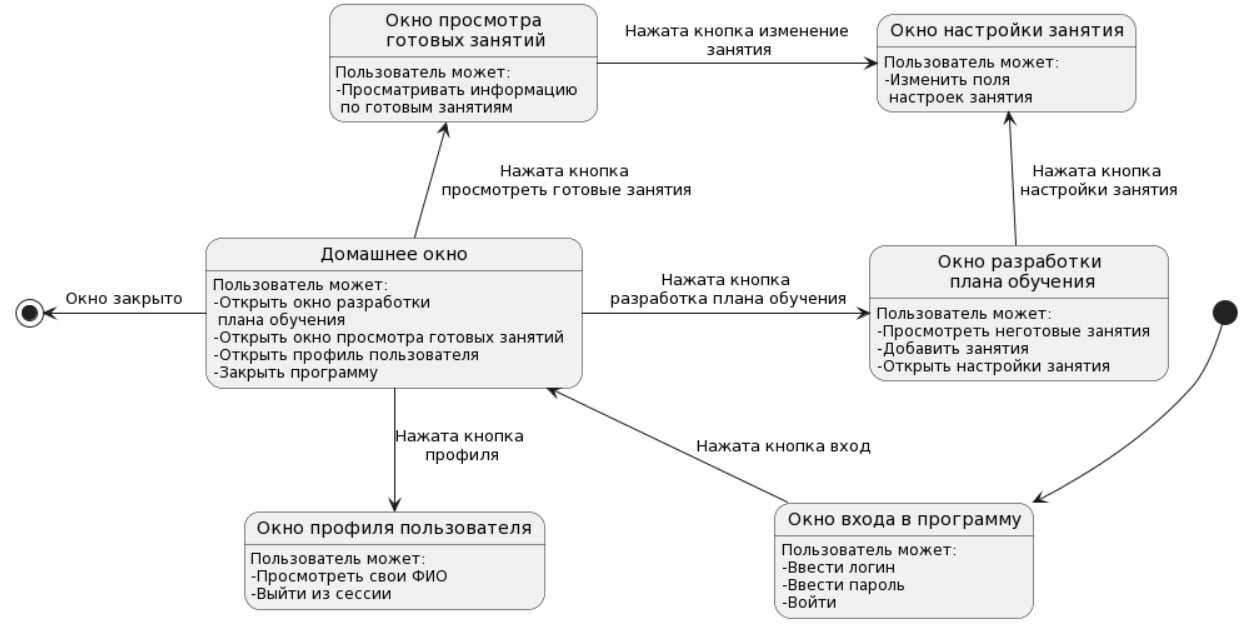 Окно просмотра
готовых занятий
Пользователь может:
-Просматривать информацию
по готовым занятиям
Нажата кнопка изменение
занятия
Окно настройки занятия
Пользователь может:
-Изменить поля
настроек занятия
Нажата кнопка
просмотреть готовые занятия
Нажата кнопка
настройки занятия
Окно закрыто
Домашнее окно
Пользователь может:
-Открыть окно разработки
плана обучения
-Открыть окно просмотра готовых занятий
-Открыть профиль пользователя
-Закрыть программу
Нажата кнопка
разработка плана обучения
Окно разработки
плана обучения
Пользователь может:
-Просмотреть неготовые занятия
-Добавить занятия
-Открыть настройки занятия
Нажата кнопка
профиля
Нажата кнопка вход
Окно профиля пользователя
Пользователь может:
-Просмотреть свои ФИО
-Выйти из сессии
Окно входа в программу
Пользователь может:
-Ввести логин
-Ввести пароль
-Войти